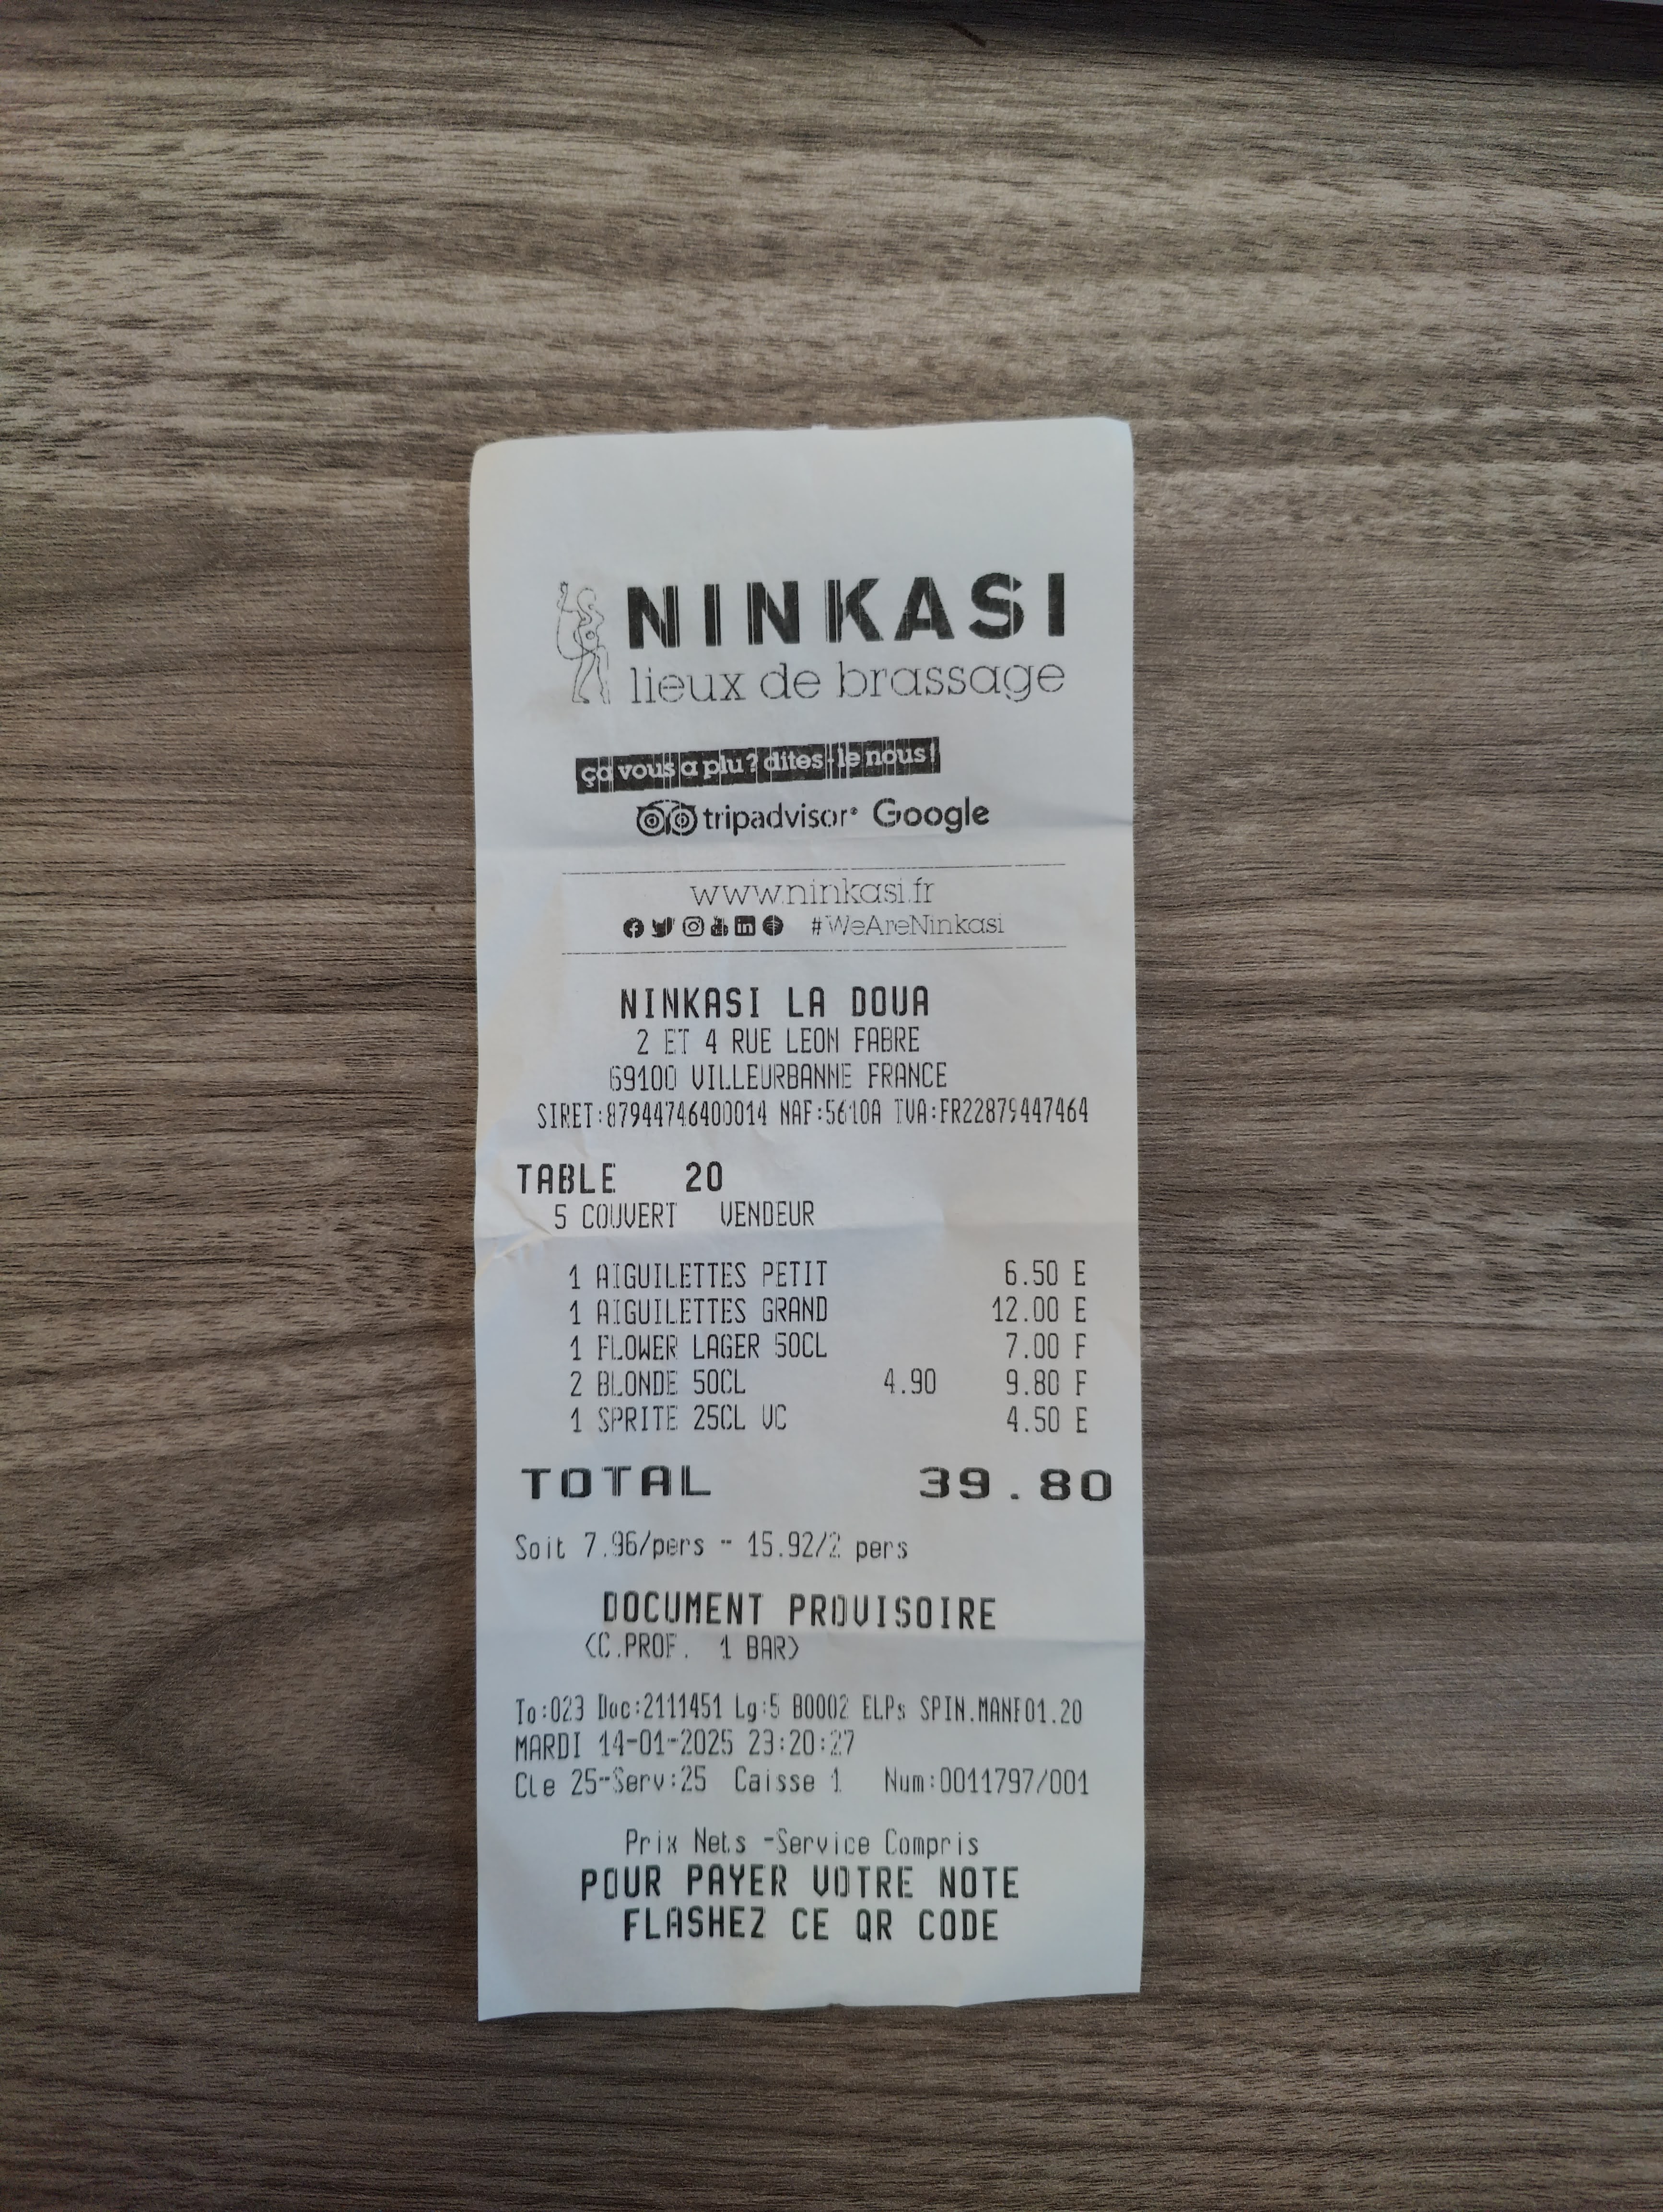 NINKASI
lieux de brassage
ça vous a plu ? dites-le nous !
tripadvisor® Google
www.ninkasi.fr
#WeAreNinkasi
NINKASI LA DOUA
2 ET 4 RUE LEON FABRE
69100 VILLEURBANNE FRANCE
SIRET:87944746400014 NAF:5610A TVA:FR22879447464
TABLE 20
5 COUVERT VENDEUR
1 AIGUILETTES PETIT 6.50 E
1 AIGUILETTES GRAND 12.00 E
1 FLOWER LAGER 50CL 7.00 F
2 BLONDE 50CL 4.90 9.80 F
1 SPRITE 25CL VC 4.50 E
TOTAL 39.80
Soit 7.96/pers - 15.92/2 pers
DOCUMENT PROVISOIRE
(C.PROF. 1 BAR)
To:023 Doc:2111451 Lg:5 B0002 ELPs SPIN.MANF01.20
MARDI 14-01-2025 23:20:27
Cle 25-Serv:25 Caisse 1 Num:0011797/001
Prix Nets -Service Compris
POUR PAYER VOTRE NOTE
FLASHEZ CE QR CODE